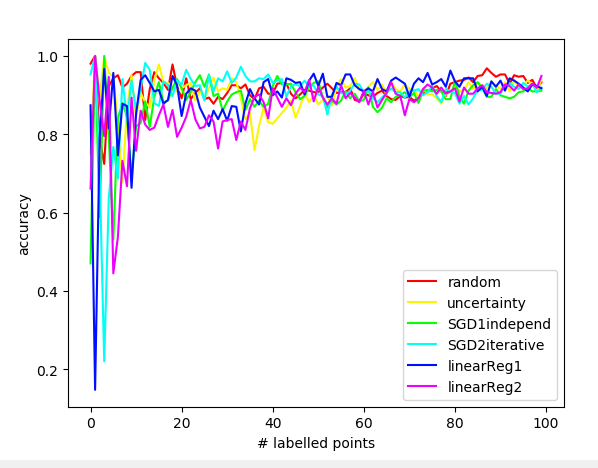 1.0
0.8
0.6
0.4
0.2
accuracy
0
20
40
60
80
100
# labelled points
random
uncertainty
SGD1independ
SGD2iterative
linearReg1
linearReg2